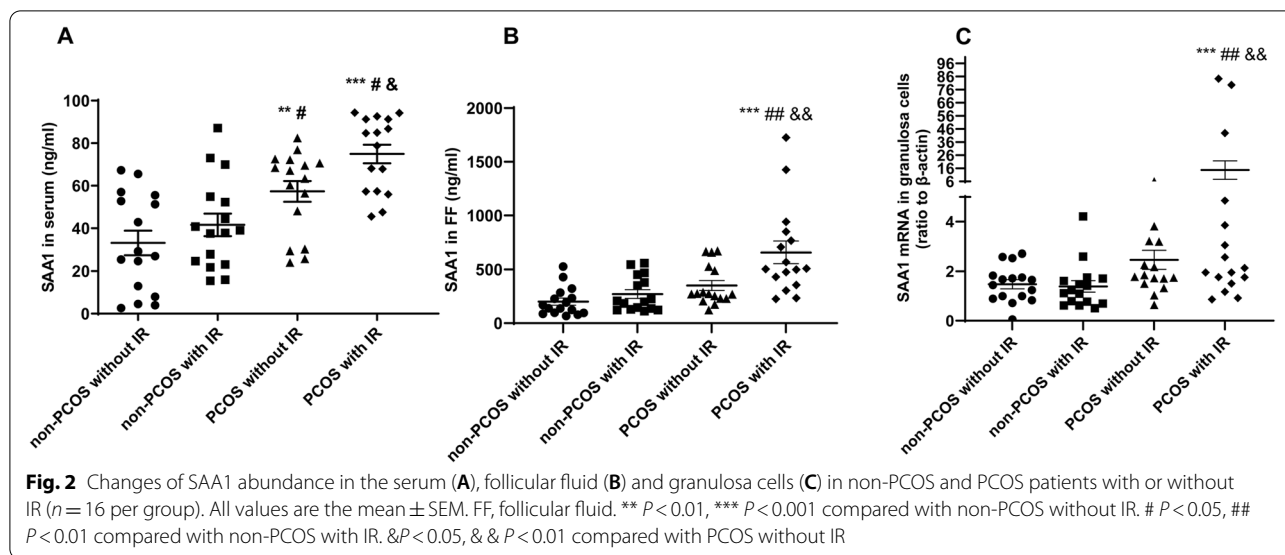 A
SAA1 in serum (ng/ml)
100
80
60
40
20
0
** #
*** # &
non-PCOS without IR
non-PCOS with IR
PCOS without IR
PCOS with IR
B
SAA1 in FF (ng/ml)
2000
1500
1000
500
0
*** ## &&
non-PCOS without IR
non-PCOS with IR
PCOS without IR
PCOS with IR
C
SAA1 mRNA in granulosa cells
(ratio to β-actin)
96
86
76
66
56
46
36
26
16
6
4
2
0
*** ## &&
non-PCOS without IR
non-PCOS with IR
PCOS without IR
PCOS with IR
Fig. 2 Changes of SAA1 abundance in the serum (A), follicular fluid (B) and granulosa cells (C) in non-PCOS and PCOS patients with or without
IR (n = 16 per group). All values are the mean ± SEM. FF, follicular fluid. ** P < 0.01, *** P < 0.001 compared with non-PCOS without IR. # P < 0.05, ##
P < 0.01 compared with non-PCOS with IR. &P < 0.05, & & P < 0.01 compared with PCOS without IR